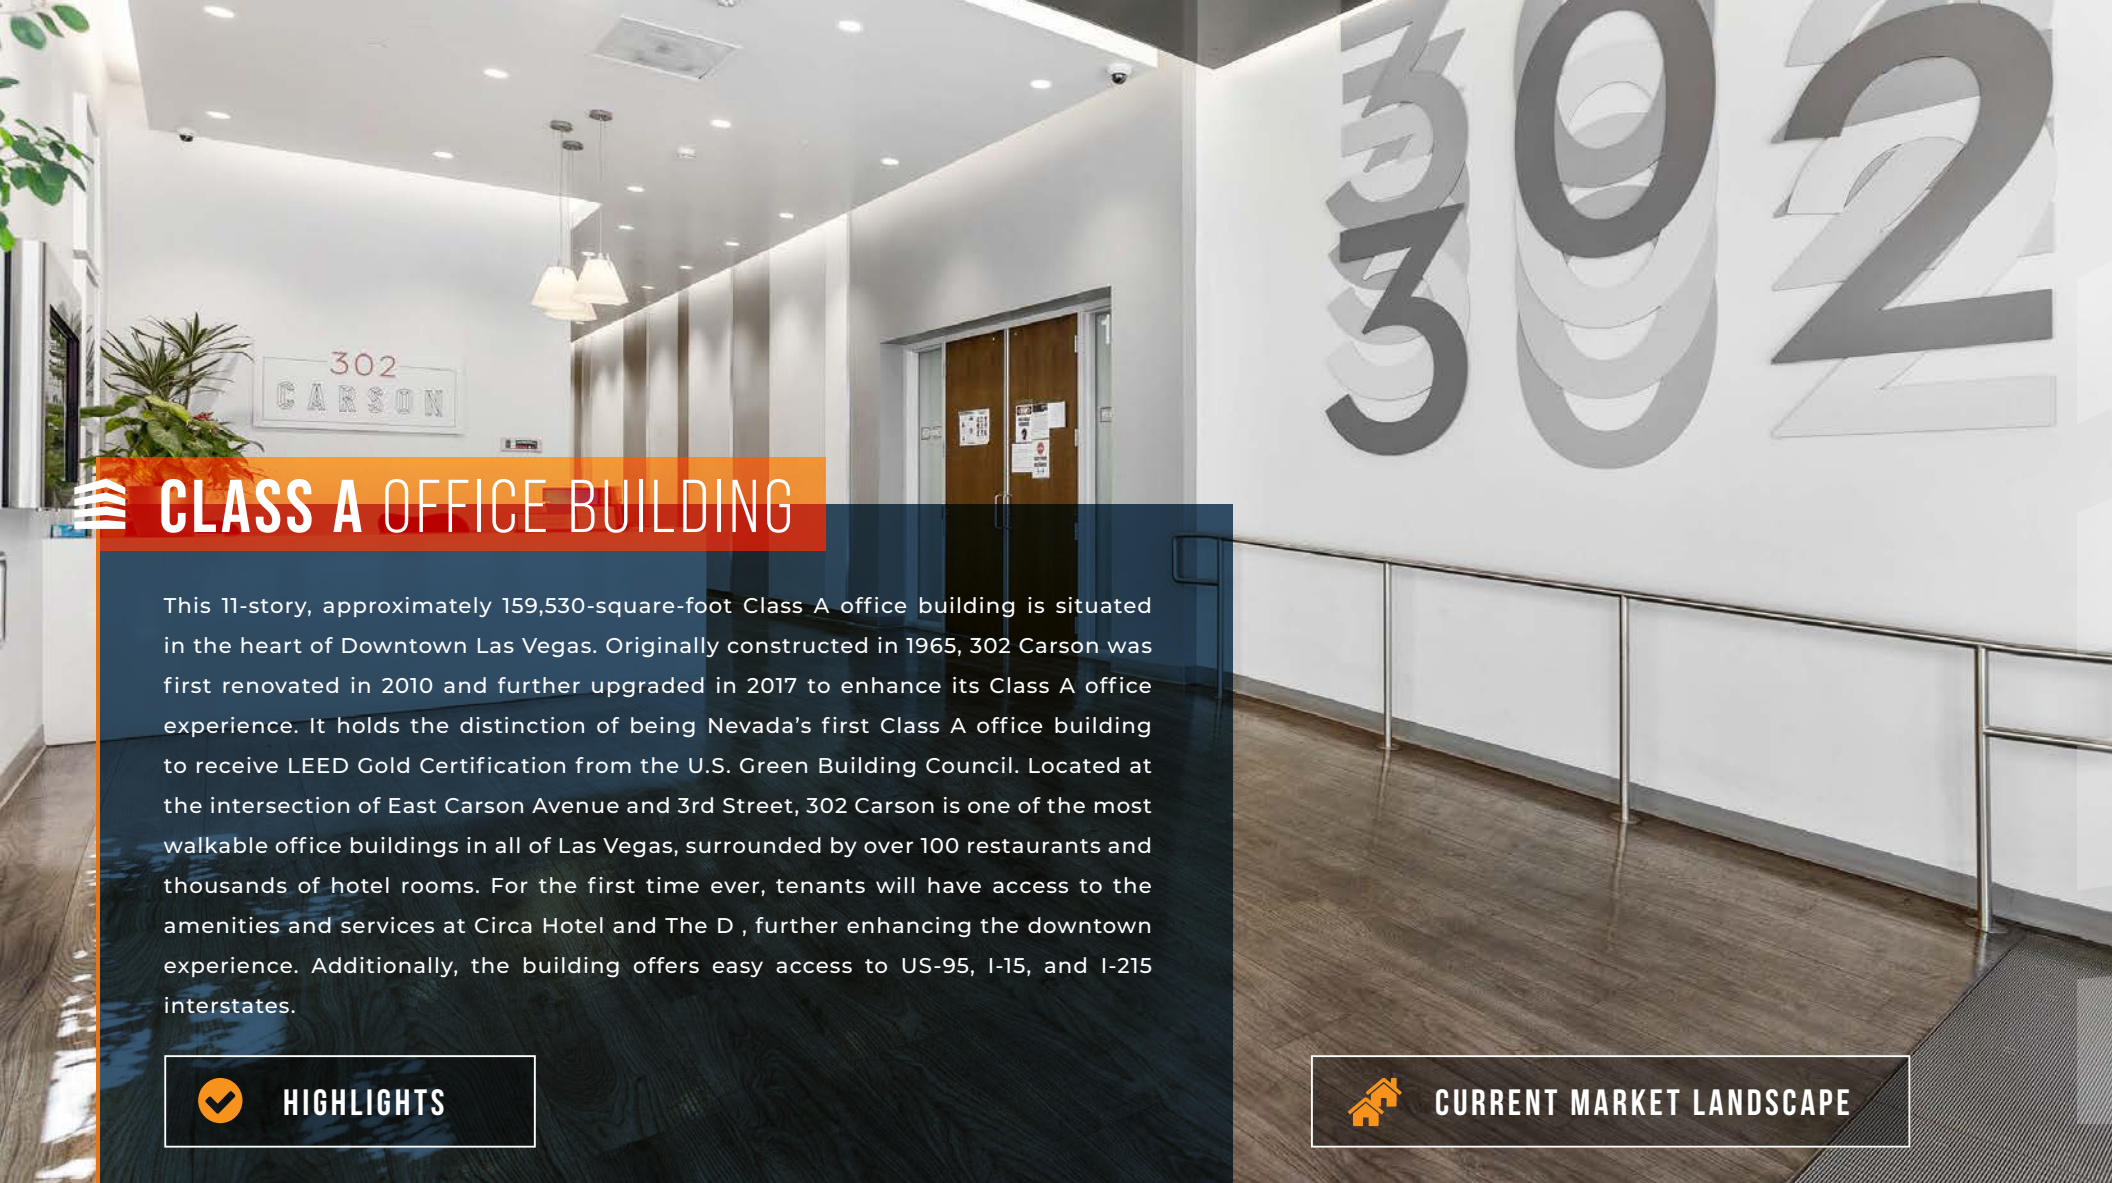 302
302
CARSON
CLASS A OFFICE BUILDING
This 11-story, approximately 159,530-square-foot Class A office building is situated
in the heart of Downtown Las Vegas. Originally constructed in 1965, 302 Carson was
first renovated in 2010 and further upgraded in 2017 to enhance its Class A office
experience. It holds the distinction of being Nevada’s first Class A office building
to receive LEED Gold Certification from the U.S. Green Building Council. Located at
the intersection of East Carson Avenue and 3rd Street, 302 Carson is one of the most
walkable office buildings in all of Las Vegas, surrounded by over 100 restaurants and
thousands of hotel rooms. For the first time ever, tenants will have access to the
amenities and services at Circa Hotel and The D , further enhancing the downtown
experience. Additionally, the building offers easy access to US-95, I-15, and I-215
interstates.
HIGHLIGHTS
CURRENT MARKET LANDSCAPE